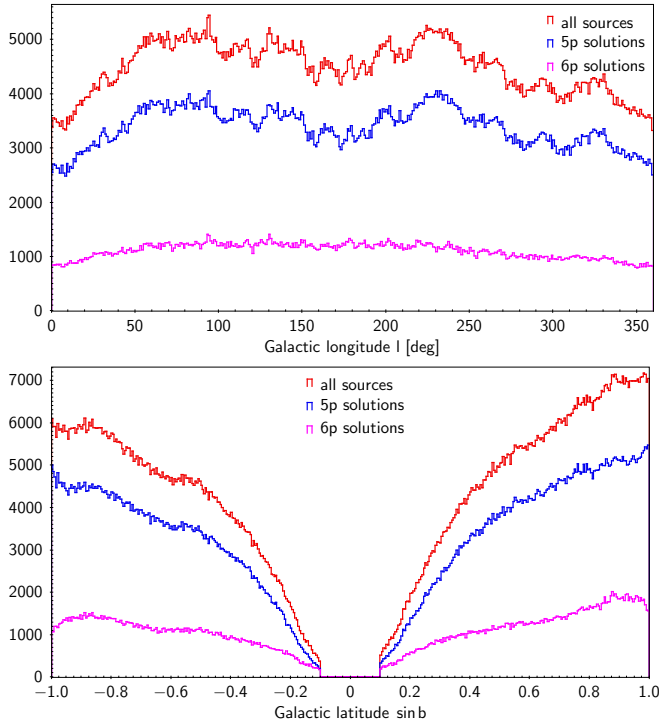 5000
4000
3000
2000
1000
0
all sources
5p solutions
6p solutions
0 50 100 150 200 250 300 350
Galactic longitude l [deg]
7000
6000
5000
4000
3000
2000
1000
0
all sources
5p solutions
6p solutions
−1.0 −0.8 −0.6 −0.4 −0.2 0 0.2 0.4 0.6 0.8 1.0
Galactic latitude sin b